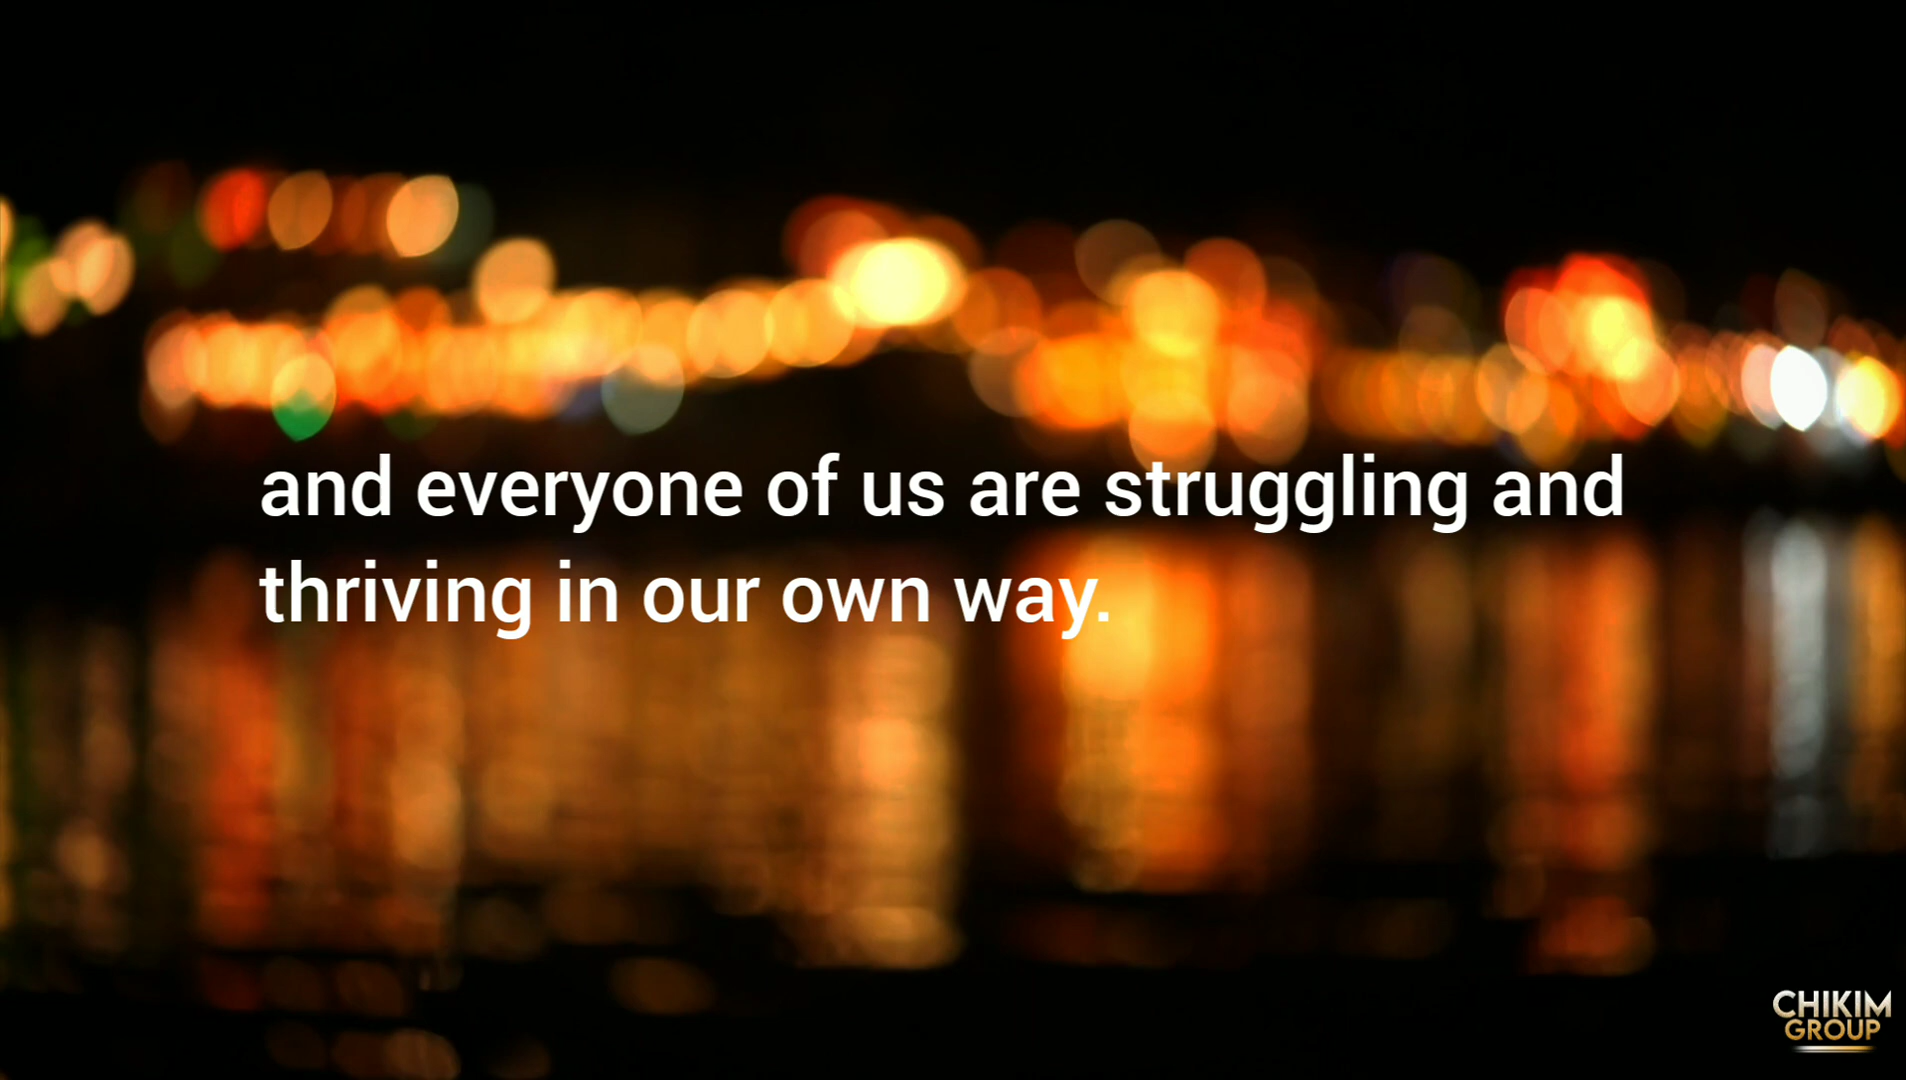 and everyone of us are struggling and
thriving in our own way.
CHIKIM
GROUP